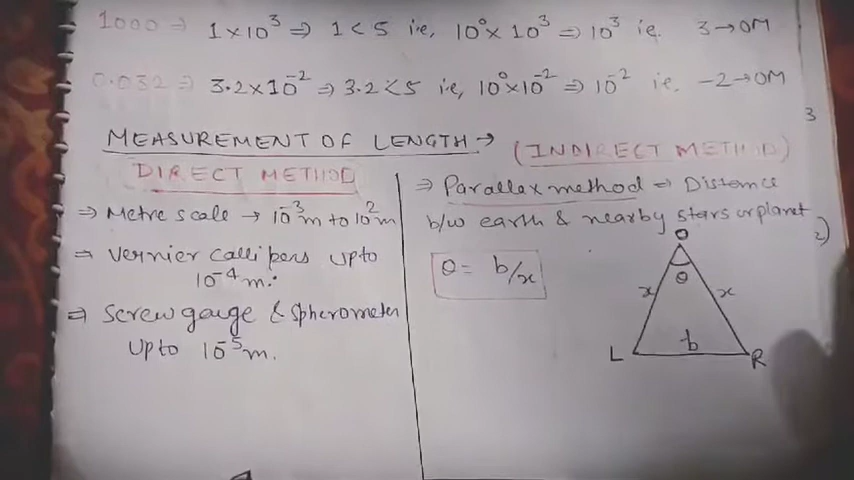 1000 => 1 x 10³ => 1 < 5 i.e, 10⁰ x 10³ => 10³ ie. 3 → OM
0.032 => 3.2 x 10⁻² => 3.2 < 5 ie, 10⁰ x 10⁻² => 10⁻² i.e. -2 → OM
3
MEASUREMENT OF LENGTH →
DIRECT METHOD
=> Metre scale → 10⁻³m to 10²m
=> Vernier Callipers upto
10⁻⁴m.
=> Screw gauge & Spherometer
Upto 10⁻⁵m.
(INDIRECT METHOD)
=> Parallex method => Distance
b/w earth & nearby stars or planet
θ = b/x
2)
O
θ
x x
b
L R